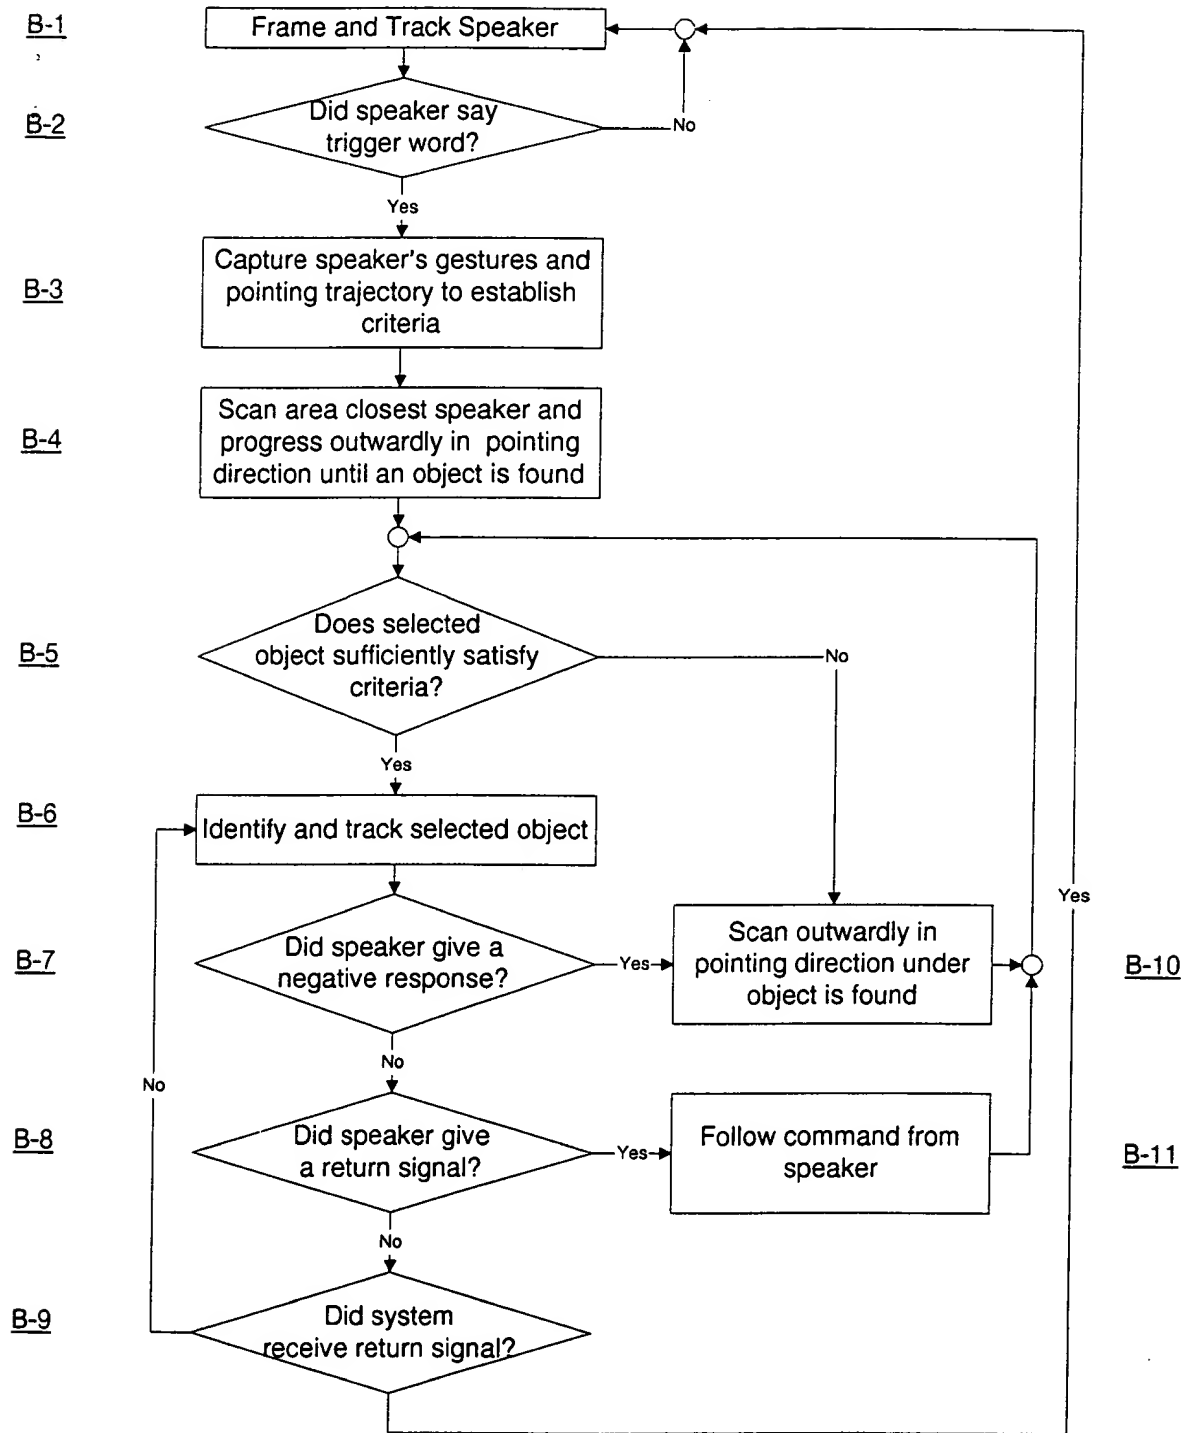 B-1
Frame and Track Speaker
B-2
Did speaker say
trigger word?
No
Yes
B-3
Capture speaker's gestures and
pointing trajectory to establish
criteria
B-4
Scan area closest speaker and
progress outwardly in pointing
direction until an object is found
B-5
Does selected
object sufficiently satisfy
criteria?
No
Yes
B-6
Identify and track selected object
Yes
B-7
Did speaker give a
negative response?
Yes
Scan outwardly in
pointing direction under
object is found
B-10
No
No
B-8
Did speaker give
a return signal?
Yes
Follow command from
speaker
B-11
No
B-9
Did system
receive return signal?